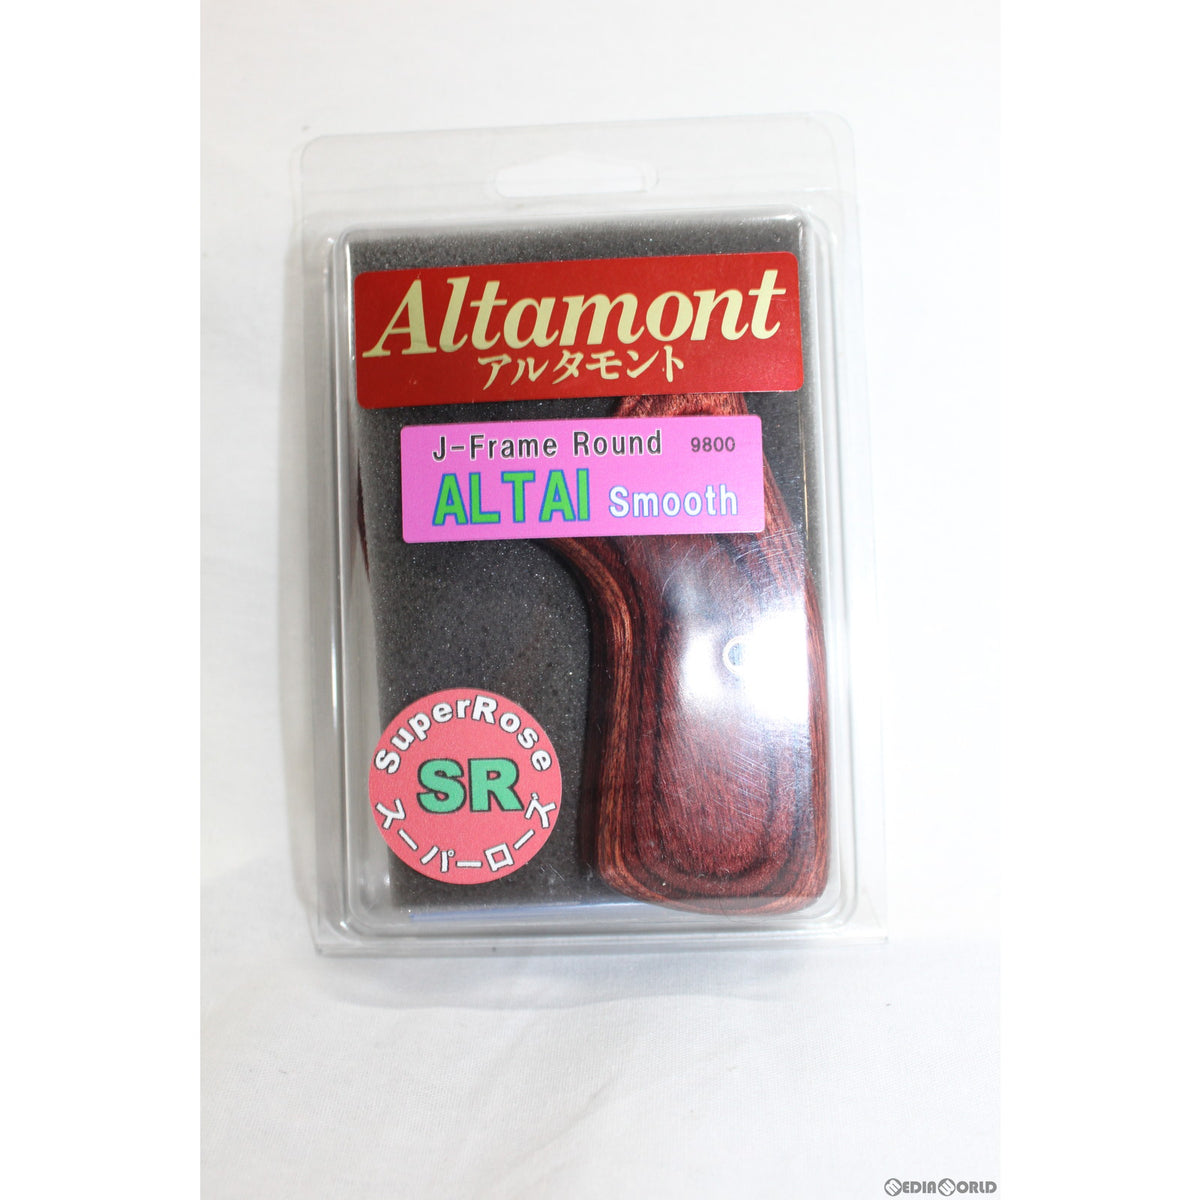 Altamont
アルタモント
J-Frame Round 9800
ALTAI Smooth
SuperRose
SR
スーパーローズ
MEDIAWORLD